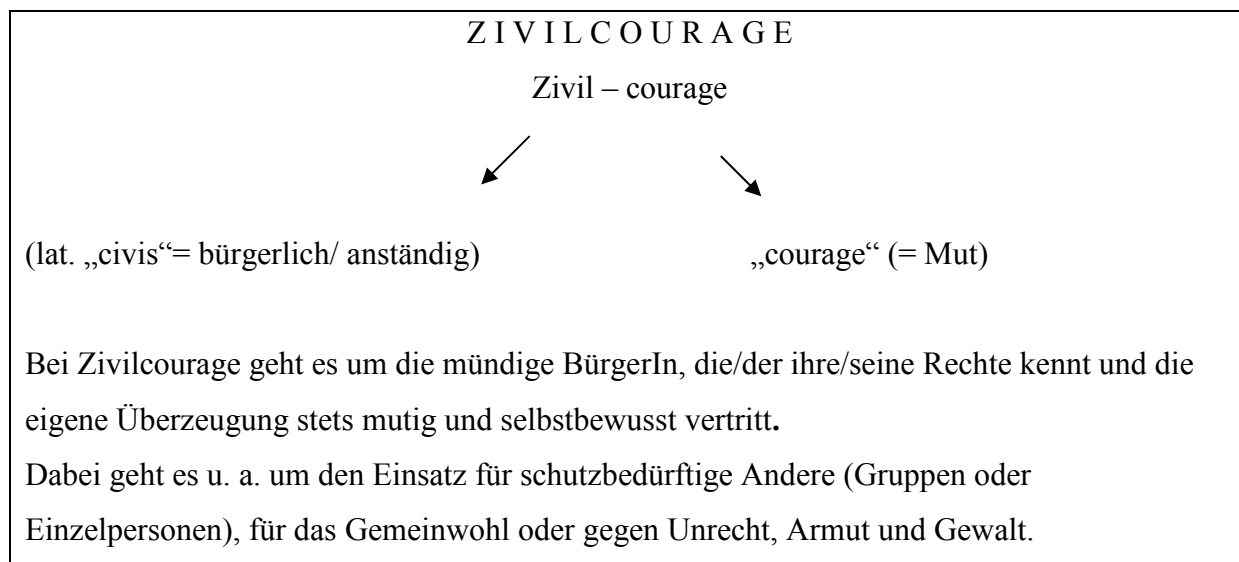 Z I V I L C O U R A G E
Zivil – courage
(lat. „civis“= bürgerlich/ anständig) „courage“ (= Mut)
Bei Zivilcourage geht es um die mündige BürgerIn, die/der ihre/seine Rechte kennt und die
eigene Überzeugung stets mutig und selbstbewusst vertritt.
Dabei geht es u. a. um den Einsatz für schutzbedürftige Andere (Gruppen oder
Einzelpersonen), für das Gemeinwohl oder gegen Unrecht, Armut und Gewalt.